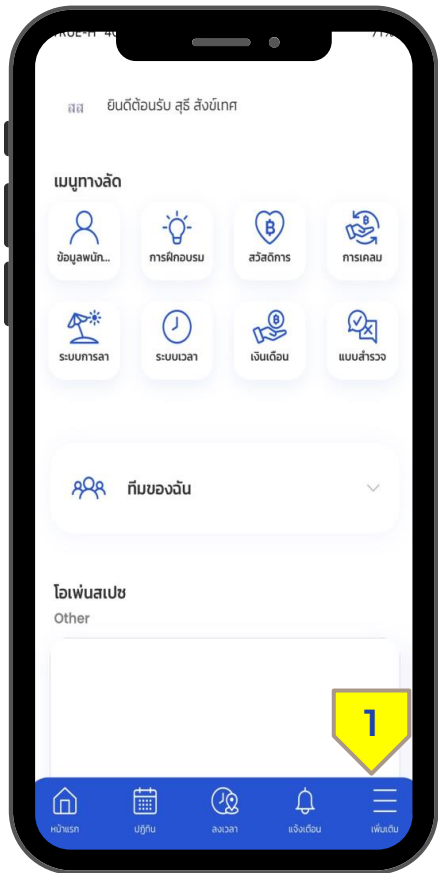 สส ยินดีต้อนรับ สุธี สังข์เทศ
เมนูทางลัด
ข้อมูลพนัก... การฝึกอบรม สวัสดิการ การเคลม
ระบบการลา ระบบเวลา เงินเดือน แบบสำรวจ
ทีมของฉัน
โอเพ่นสเปซ
Other
1
หน้าแรก ปฏิทิน ลงเวลา แจ้งเตือน เพิ่มเติม